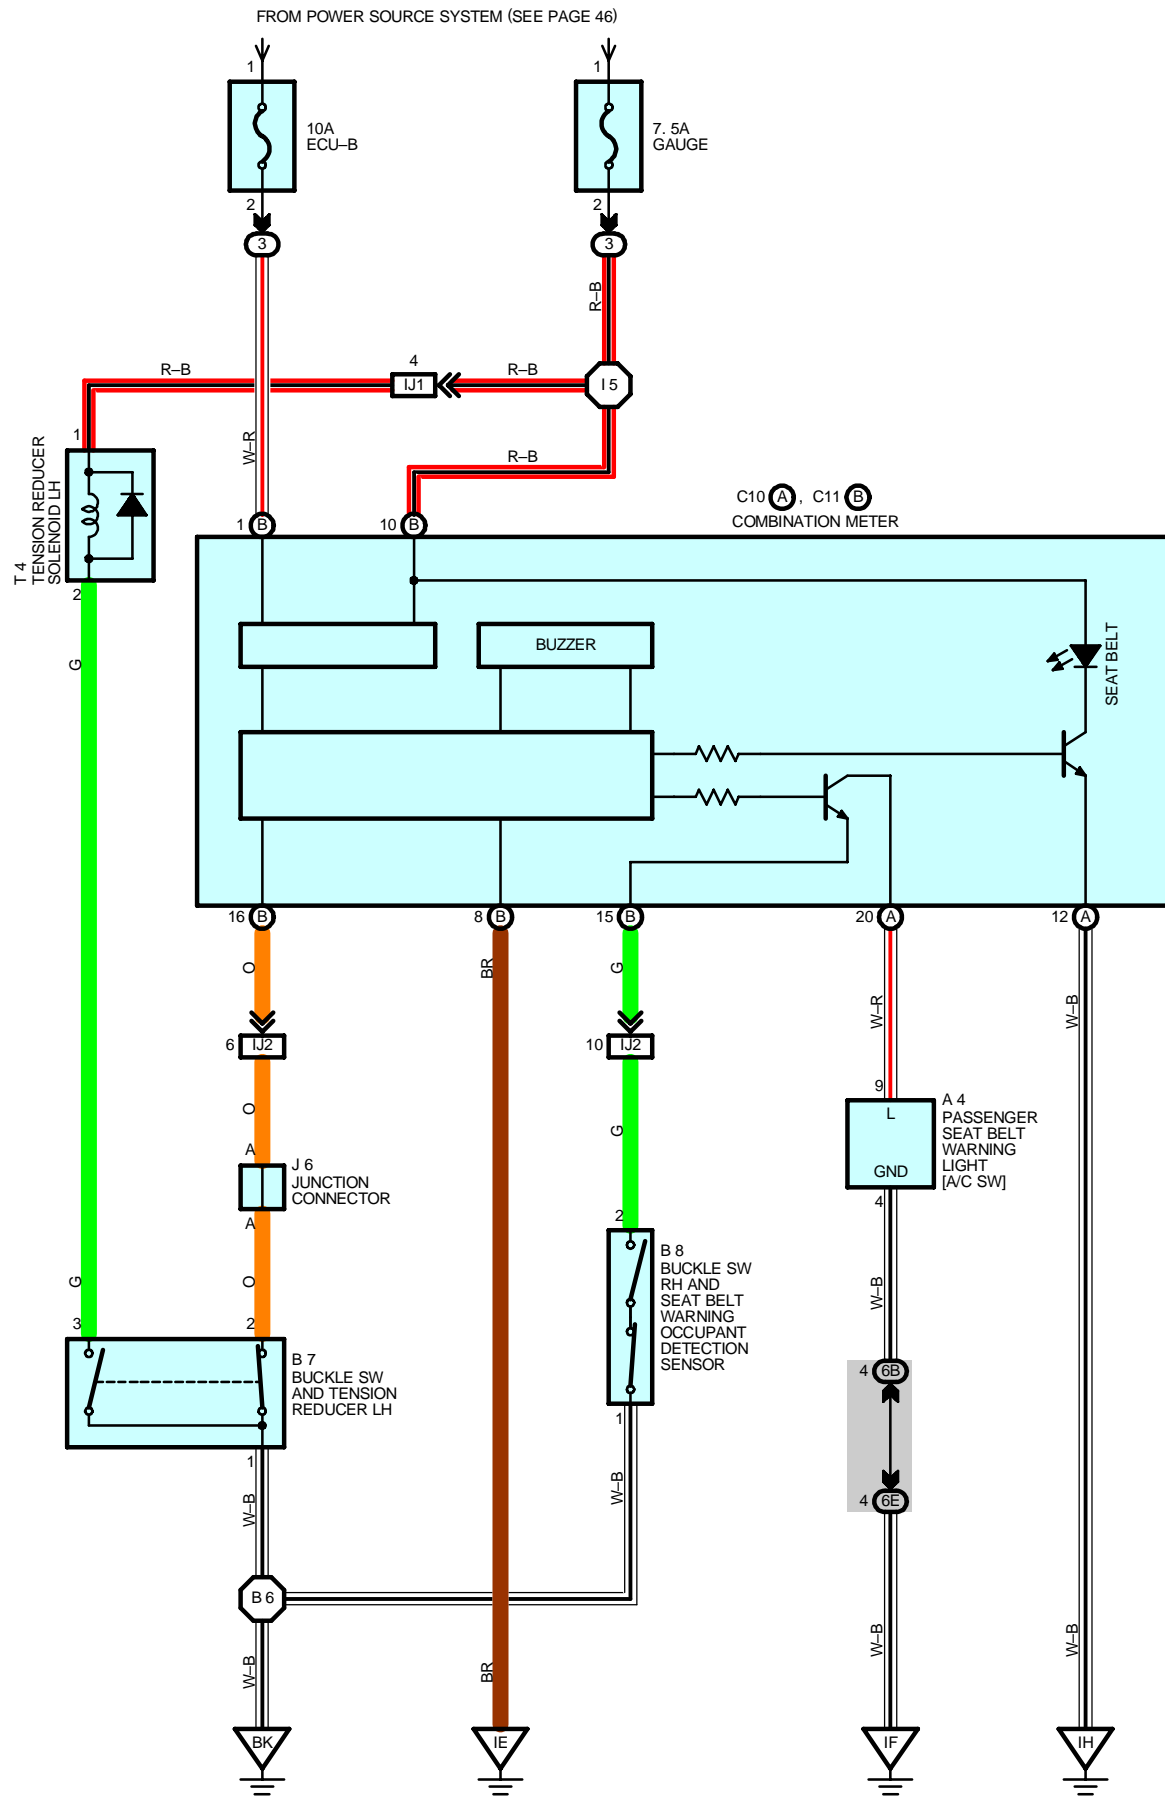 FROM POWER SOURCE SYSTEM (SEE PAGE 46)
1
1
10A
ECU–B
7. 5A
GAUGE
2
2
3
3
R–B
4
R–B
IJ1
R–B
I 5
W–R
1
T 4
TENSION REDUCER
SOLENOID LH
2
R–B
C10 A , C11 B
COMBINATION METER
1 B
10 B
G
BUZZER
SEAT BELT
16 B
8 B
15 B
20 A
12 A
O
BR
G
W–R
W–B
6 IJ2
10 IJ2
O
G
9
L
GND
A 4
PASSENGER
SEAT BELT
WARNING
LIGHT
[A/C SW]
4
A
J 6
JUNCTION
CONNECTOR
A
O
G
2
B 8
BUCKLE SW
RH AND
SEAT BELT
WARNING
OCCUPANT
DETECTION
SENSOR
1
W–B
3
2
B 7
BUCKLE SW
AND TENSION
REDUCER LH
1
4 6B
4 6E
W–B
W–B
B 6
W–B
BR
W–B
W–B
BK
IE
IF
IH